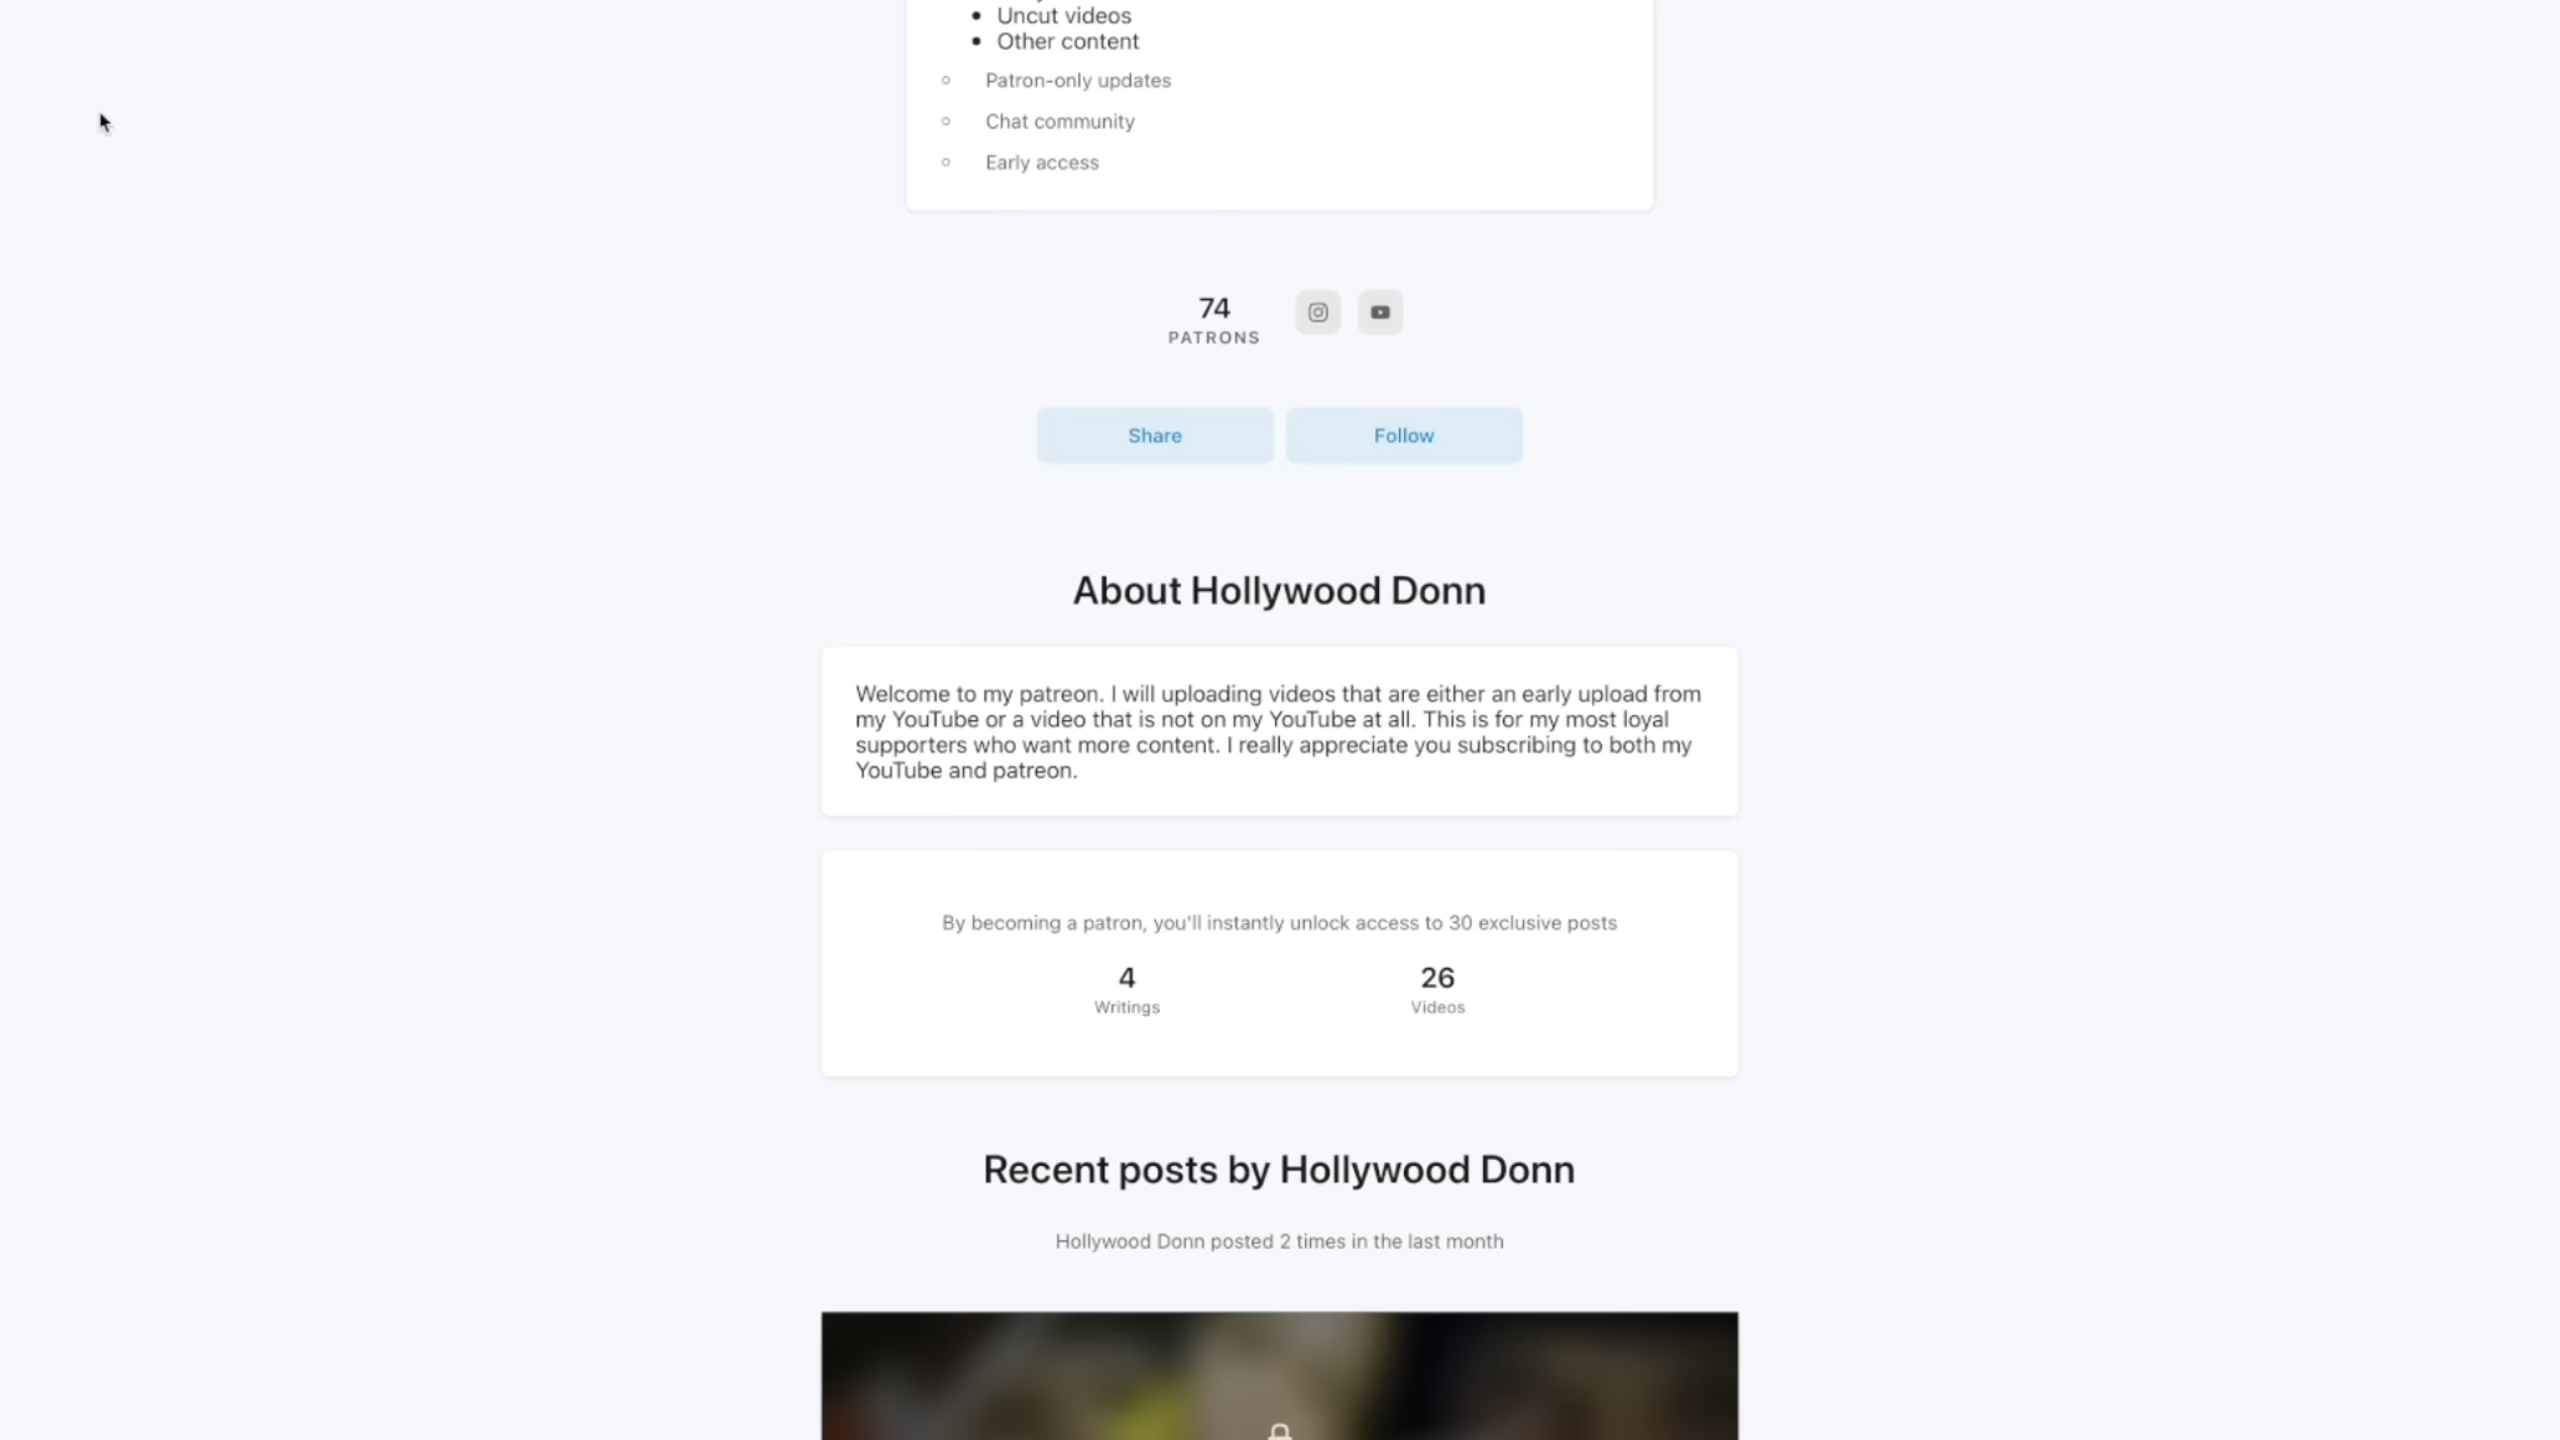 Uncut videos
Other content
Patron-only updates
Chat community
Early access
74
PATRONS
Share
Follow
About Hollywood Donn
Welcome to my patreon. I will uploading videos that are either an early upload from
my YouTube or a video that is not on my YouTube at all. This is for my most loyal
supporters who want more content. I really appreciate you subscribing to both my
YouTube and patreon.
By becoming a patron, you'll instantly unlock access to 30 exclusive posts
4
Writings
26
Videos
Recent posts by Hollywood Donn
Hollywood Donn posted 2 times in the last month